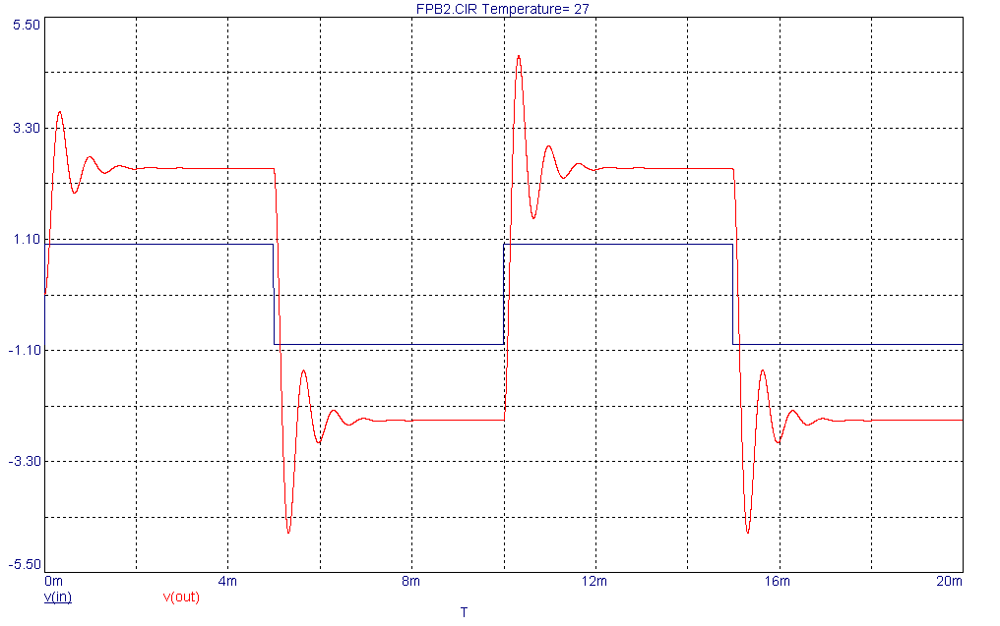 FPB2.CIR Temperature= 27
5.50
3.30
1.10
-1.10
-3.30
-5.50
0m 4m 8m 12m 16m 20m
v(in) v(out)
T